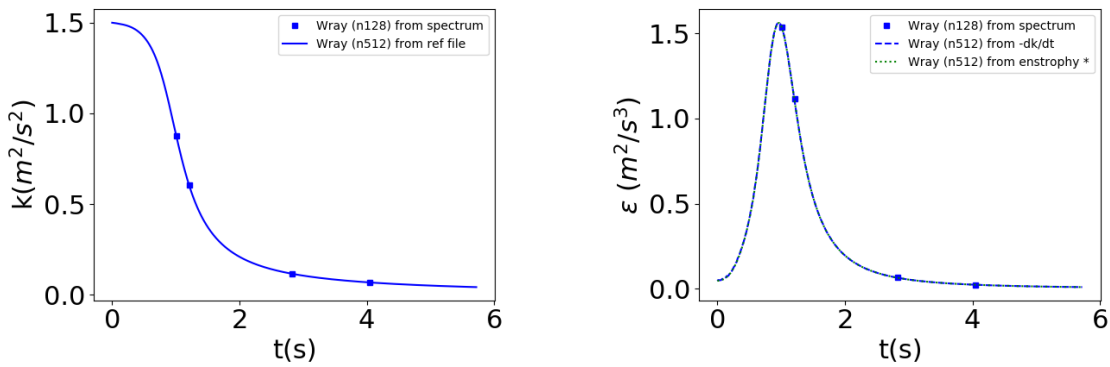 1.5
1.0
0.5
0.0
k(m²/s²)
Wray (n128) from spectrum
Wray (n512) from ref file
0 2 4 6
t(s)
1.5
1.0
0.5
0.0
ε (m²/s³)
Wray (n128) from spectrum
Wray (n512) from -dk/dt
Wray (n512) from enstrophy *
0 2 4 6
t(s)